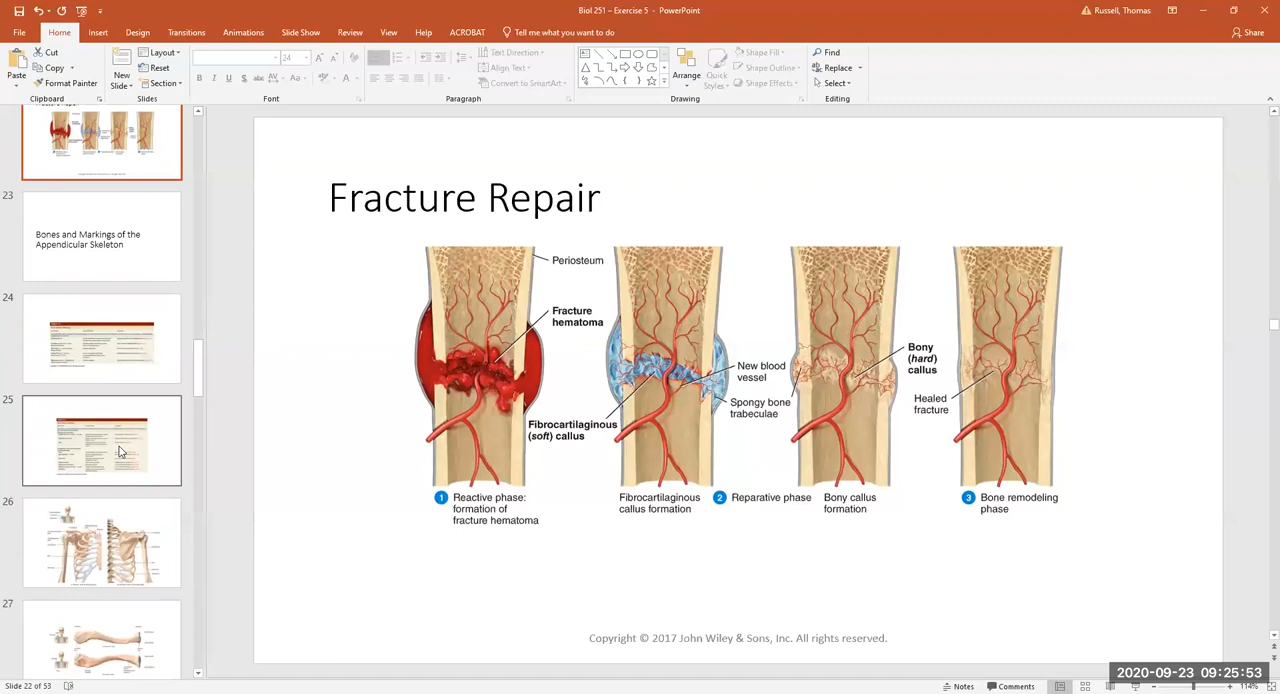 Biol 251 – Exercise 5 - PowerPoint
Russell, Thomas
File Home Insert Design Transitions Animations Slide Show Review View Help ACROBAT Tell me what you want to do Share
Paste
Cut
Copy
Format Painter
Clipboard
New Slide
Layout
Reset
Section
Slides
24
B I U S abc AV Aa A
Font
Text Direction
Align Text
Convert to SmartArt
Paragraph
Arrange
Quick Styles
Shape Fill
Shape Outline
Shape Effects
Drawing
Find
Replace
Select
Editing
23
Bones and Markings of the
Appendicular Skeleton
24
25
26
27
Fracture Repair
Periosteum
Fracture
hematoma
New blood
vessel
Spongy bone
trabeculae
Fibrocartilaginous
(soft) callus
Bony
(hard)
callus
Healed
fracture
1 Reactive phase:
formation of
fracture hematoma
Fibrocartilaginous
callus formation
2 Reparative phase
Bony callus
formation
3 Bone remodeling
phase
Copyright © 2017 John Wiley & Sons, Inc. All rights reserved.
2020-09-23 09:25:53
Slide 22 of 53
Notes Comments 114%